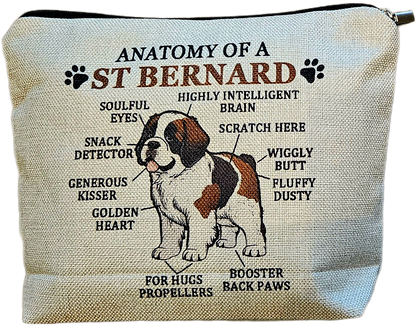 ANATOMY OF A
ST BERNARD
HIGHLY INTELLIGENT
BRAIN
SOULFUL
EYES
SCRATCH HERE
SNACK
DETECTOR
WIGGLY
BUTT
GENEROUS
KISSER
FLUFFY
DUSTY
GOLDEN
HEART
FOR HUGS
PROPELLERS
BOOSTER
BACK PAWS